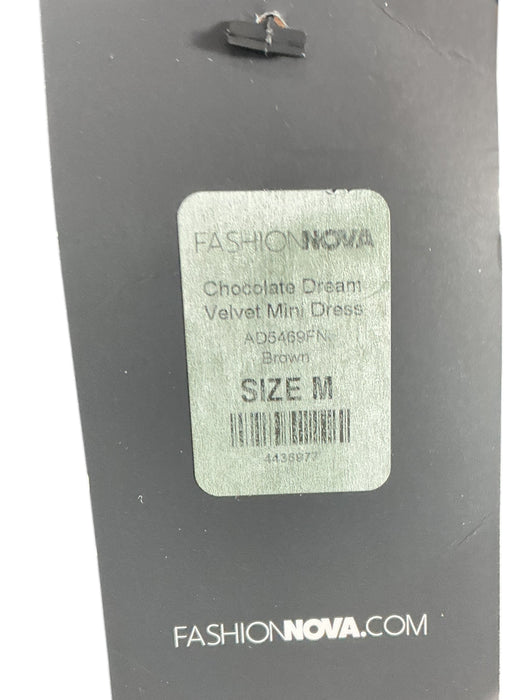 FASHIONNOVA
Chocolate Dream
Velvet Mini Dress
AD5469FN
Brown
SIZE M
4438977
FASHIONNOVA.COM